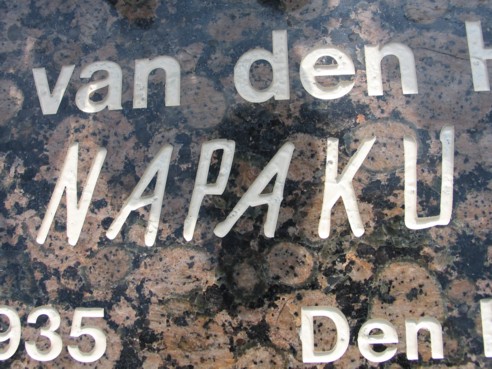 van den H
NAPAKU
935 Den